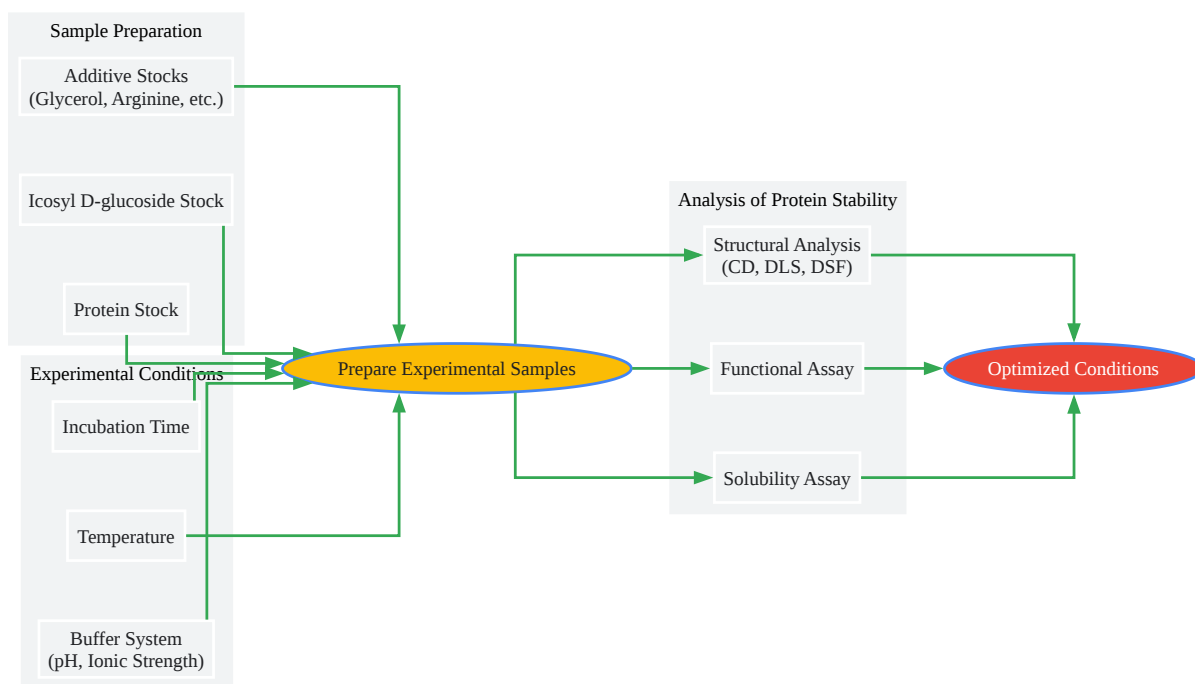 Sample Preparation
Additive Stocks
(Glycerol, Arginine, etc.)
Icosyl D-glucoside Stock
Protein Stock
Experimental Conditions
Incubation Time
Temperature
Buffer System
(pH, Ionic Strength)
Prepare Experimental Samples
Analysis of Protein Stability
Structural Analysis
(CD, DLS, DSF)
Functional Assay
Solubility Assay
Optimized Conditions